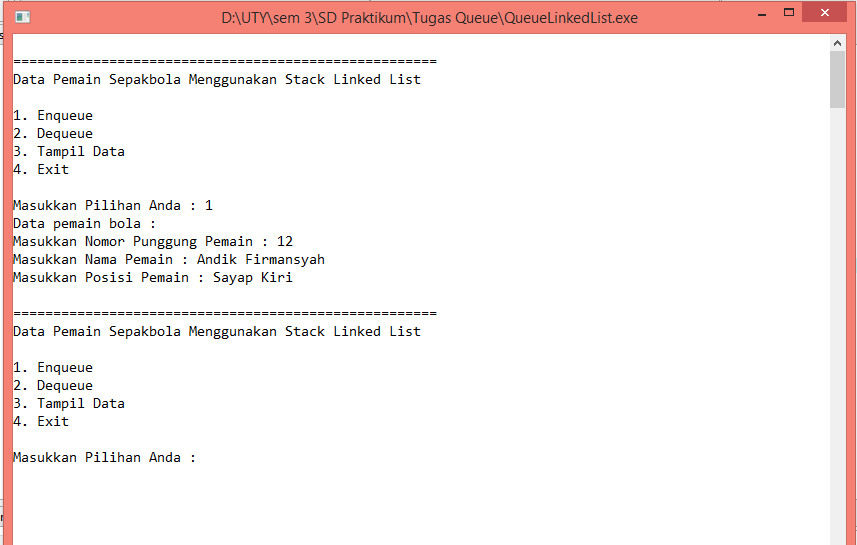 D:\UTY\sem 3\SD Praktikum\Tugas Queue\QueueLinkedList.exe
=====================================================
Data Pemain Sepakbola Menggunakan Stack Linked List
1. Enqueue
2. Dequeue
3. Tampil Data
4. Exit
Masukkan Pilihan Anda : 1
Data pemain bola :
Masukkan Nomor Punggung Pemain : 12
Masukkan Nama Pemain : Andik Firmansyah
Masukkan Posisi Pemain : Sayap Kiri
=====================================================
Data Pemain Sepakbola Menggunakan Stack Linked List
1. Enqueue
2. Dequeue
3. Tampil Data
4. Exit
Masukkan Pilihan Anda :